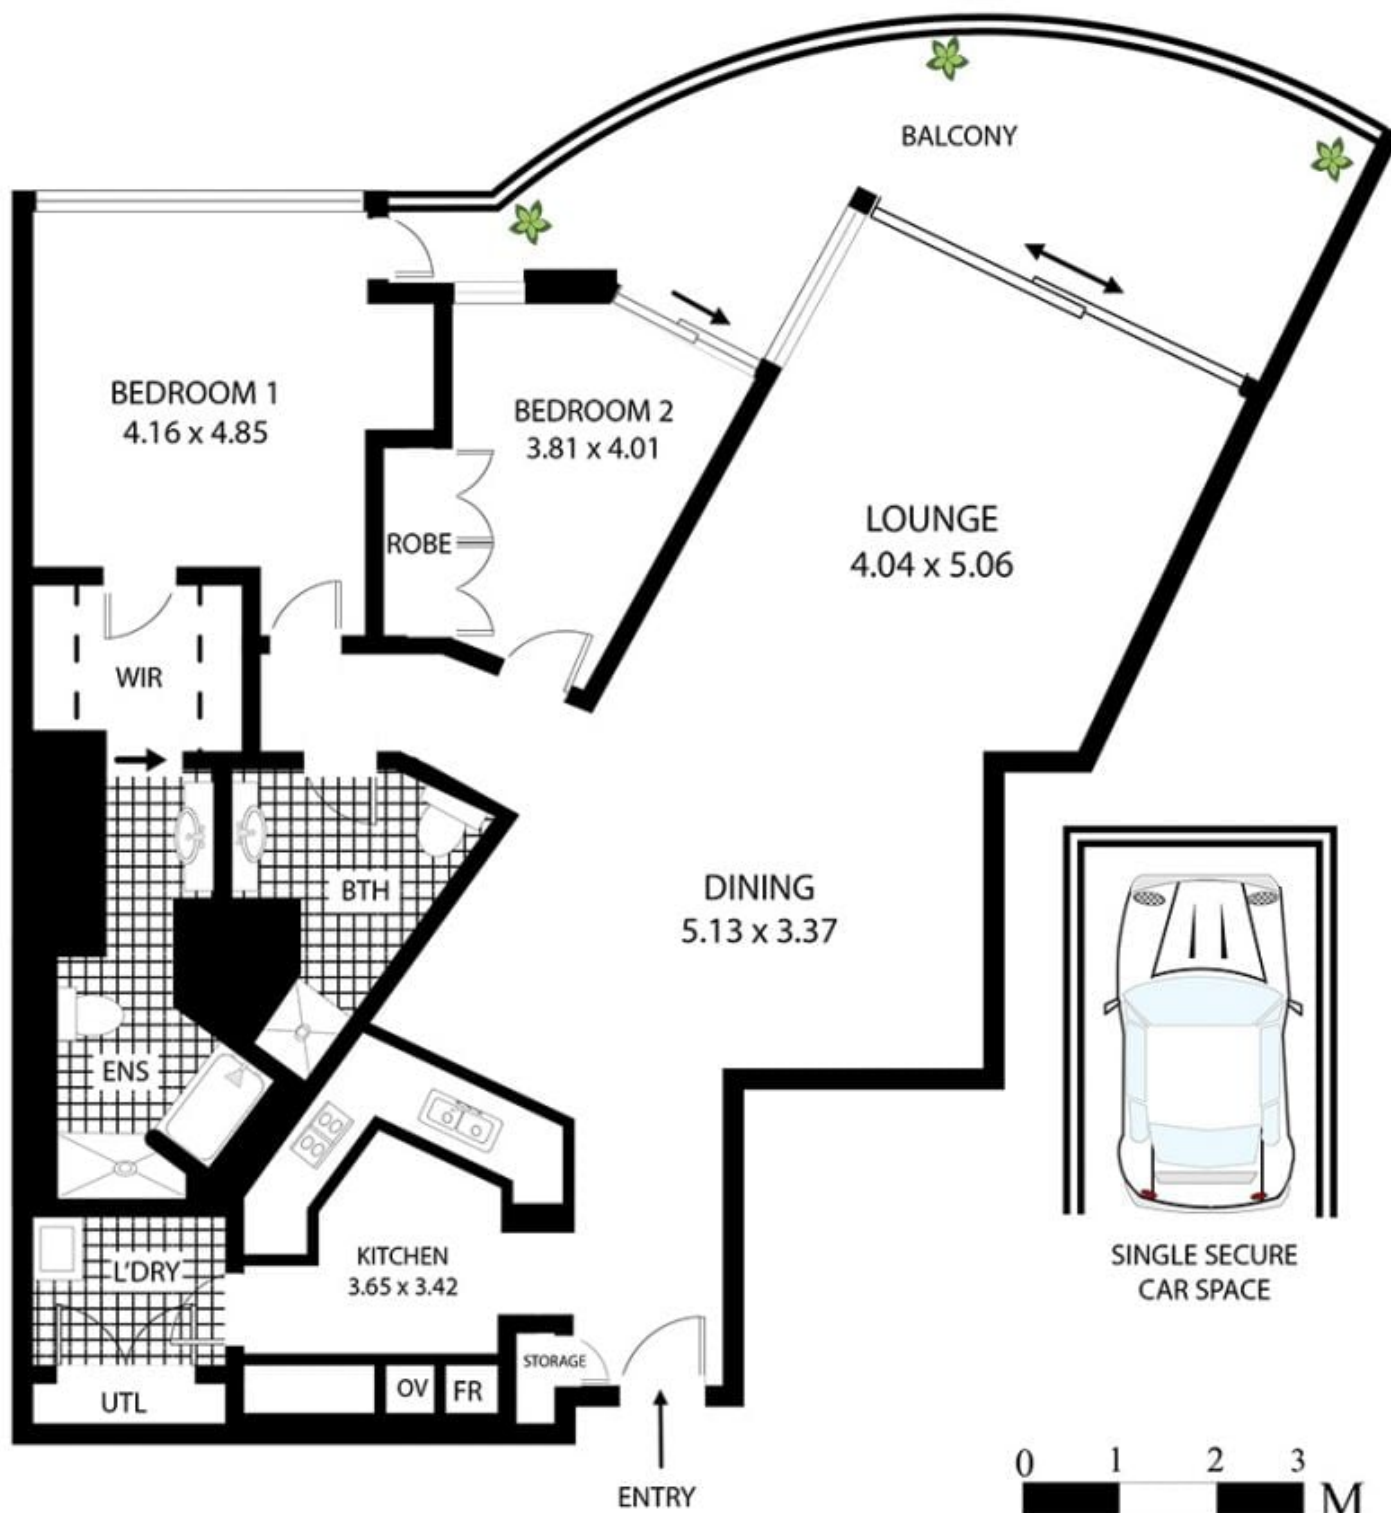 BALCONY
BEDROOM 1
4.16 x 4.85
BEDROOM 2
3.81 x 4.01
LOUNGE
4.04 x 5.06
ROBE
WIR
DINING
5.13 x 3.37
BTH
ENS
KITCHEN
3.65 x 3.42
L'DRY
SINGLE SECURE
CAR SPACE
STORAGE
UTL
OV
FR
ENTRY
0 1 2 3
M